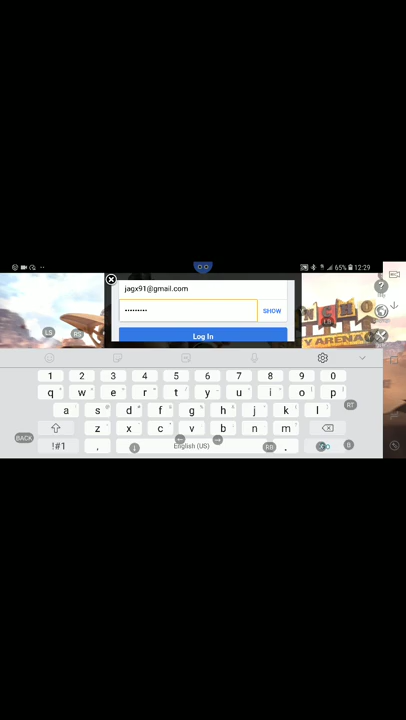 65% 12:29
jagx91@gmail.com
•••••••••
SHOW
Log In
LS
RS
1 2 3 4 5 6 7 8 9 0
q w e r t y u i o p
a s d f g h j k l
RT
z x c v b n m
BACK
!#1 , English (US) . RB B